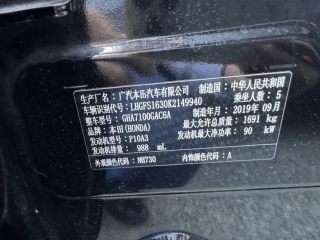 生产厂名：广汽本田汽车有限公司 制造国：中华人民共和国
车辆识别代号：LHGFS1630K2149940 乘坐人数：5
整车型号：GHA7100GAC6A 制造年月：2019年09月
品牌：本田(HONDA) 最大允许总质量：1691 kg
发动机型号：P10A3 发动机最大净功率：90 kW
发动机排量：988 mL
外观颜色代码：NH730 内饰颜色代码：A